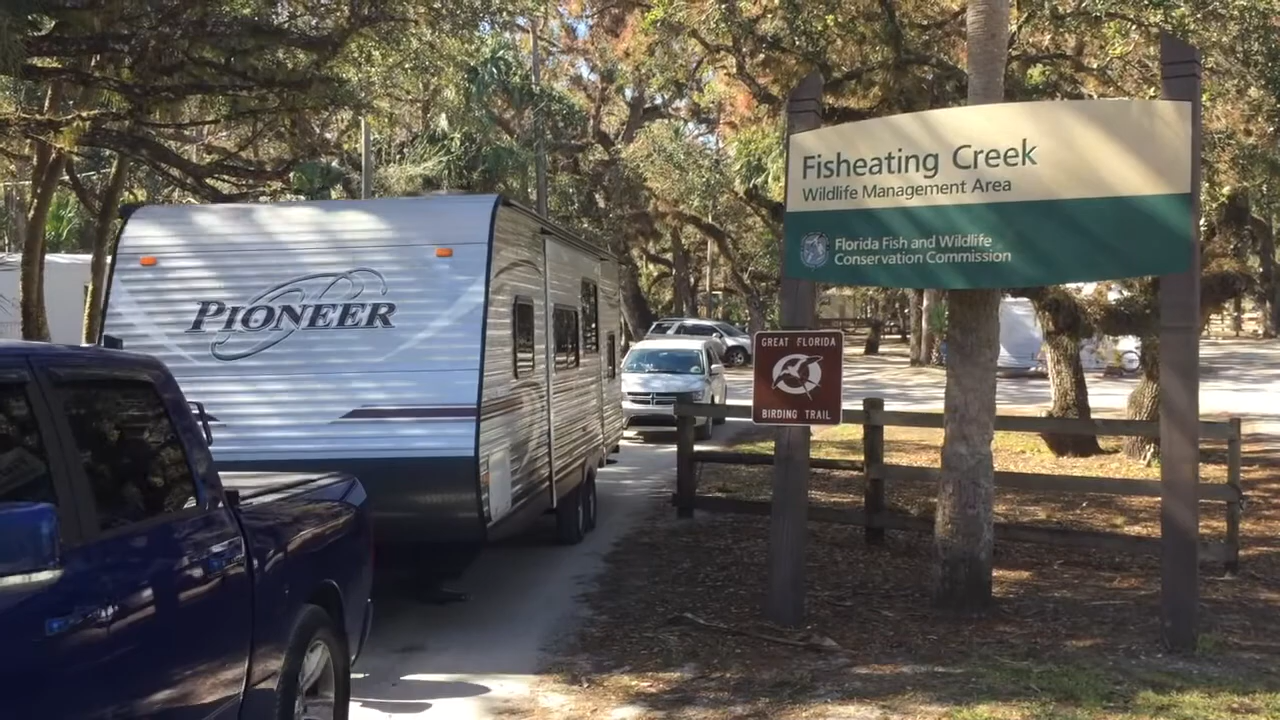 PIONEER
Fisheating Creek
Wildlife Management Area
Florida Fish and Wildlife
Conservation Commission
GREAT FLORIDA
BIRDING TRAIL